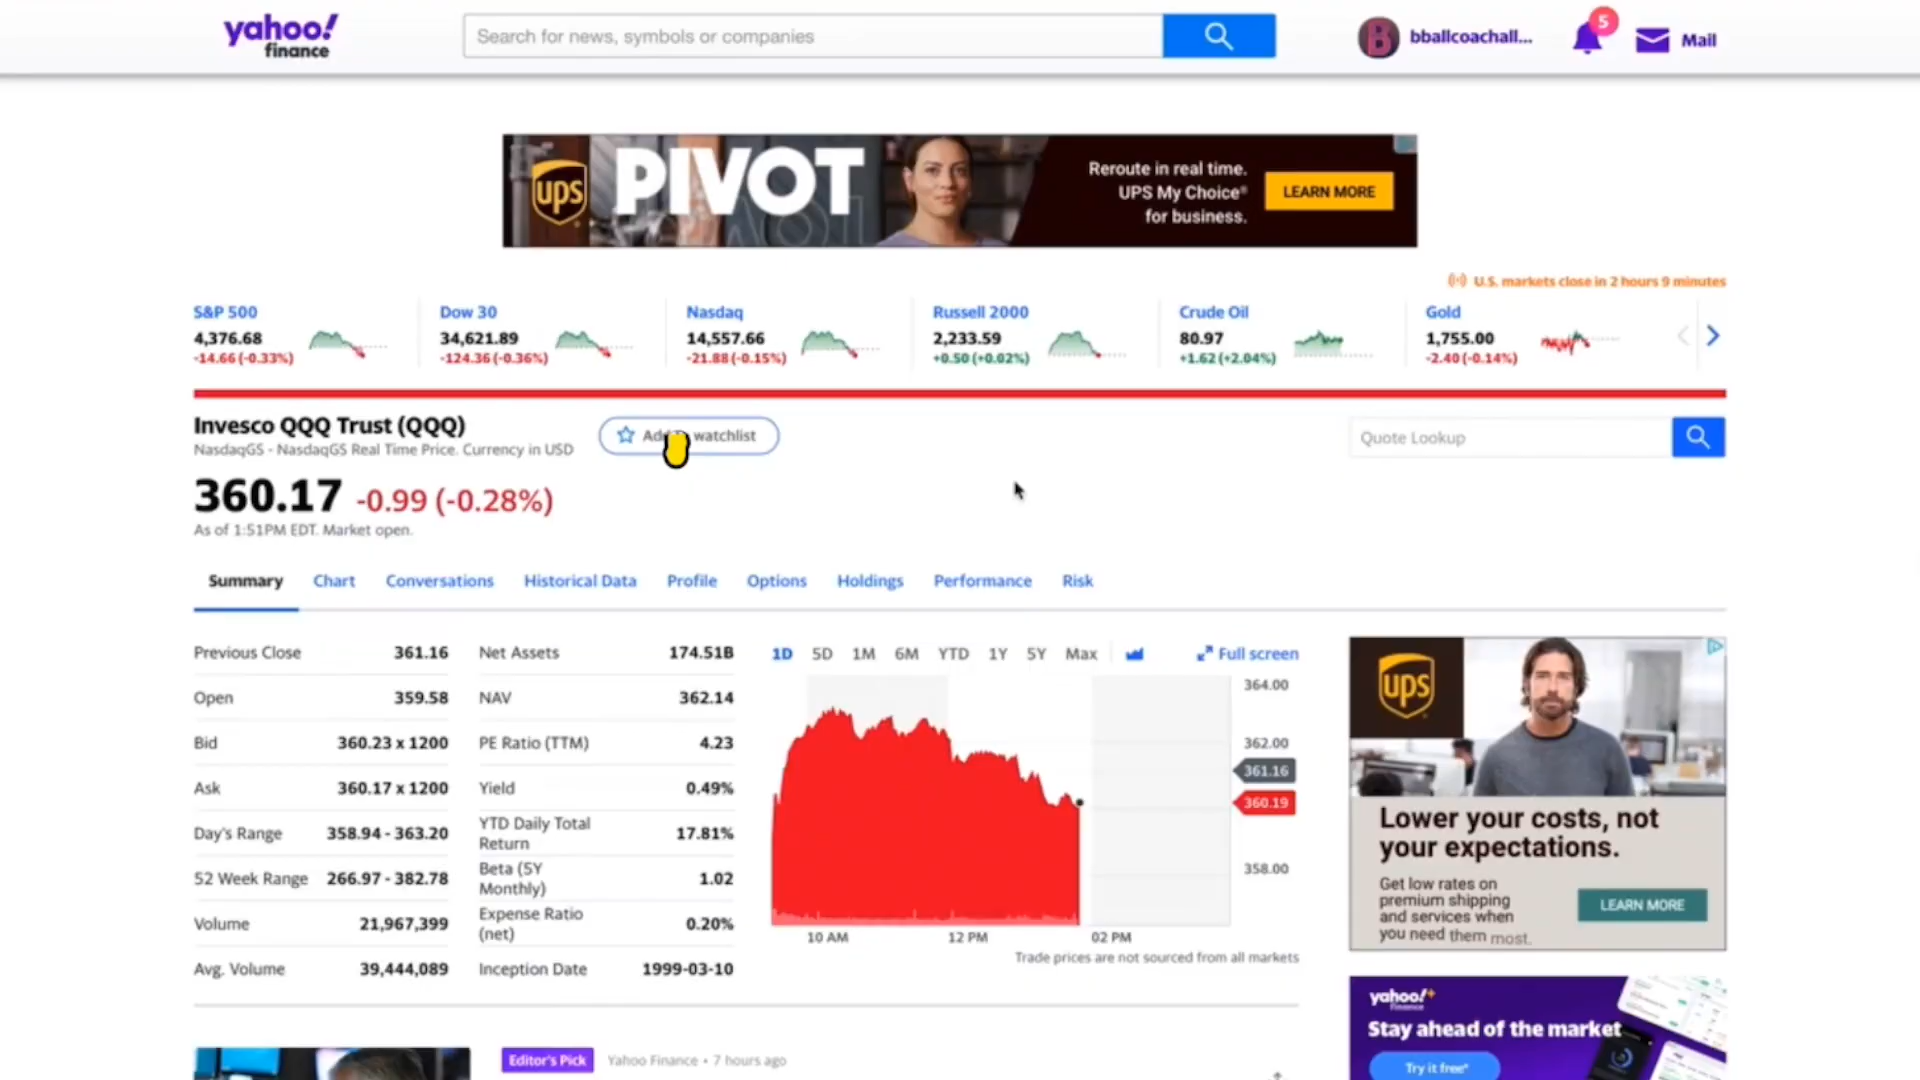 yahoo!
finance
Search for news, symbols or companies
B
bballcoachall...
5
Mail
ups
PIVOT
Reroute in real time.
UPS My Choice®
for business.
LEARN MORE
U.S. markets close in 2 hours 9 minutes
S&P 500
4,376.68
-14.66 (-0.33%)
Dow 30
34,621.89
-124.36 (-0.36%)
Nasdaq
14,557.66
-21.88 (-0.15%)
Russell 2000
2,233.59
+0.50 (+0.02%)
Crude Oil
80.97
+1.62 (+2.04%)
Gold
1,755.00
-2.40 (-0.14%)
Invesco QQQ Trust (QQQ)
Add watchlist
Quote Lookup
NasdaqGS - NasdaqGS Real Time Price. Currency in USD
360.17 -0.99 (-0.28%)
As of 1:51PM EDT. Market open.
Summary Chart Conversations Historical Data Profile Options Holdings Performance Risk
Previous Close 361.16
Open 359.58
Bid 360.23 x 1200
Ask 360.17 x 1200
Day's Range 358.94 - 363.20
52 Week Range 266.97 - 382.78
Volume 21,967,399
Avg. Volume 39,444,089
Net Assets 174.51B
NAV 362.14
PE Ratio (TTM) 4.23
Yield 0.49%
YTD Daily Total
Return 17.81%
Beta (5Y
Monthly) 1.02
Expense Ratio
(net) 0.20%
Inception Date 1999-03-10
1D 5D 1M 6M YTD 1Y 5Y Max Full screen
364.00
362.00
361.16
360.19
358.00
10 AM 12 PM 02 PM
Trade prices are not sourced from all markets
ups
Lower your costs, not
your expectations.
Get low rates on
premium shipping
and services when
you need them most.
LEARN MORE
yahoo!+
finance
Stay ahead of the market
Try it free*
Editor's Pick Yahoo Finance • 7 hours ago